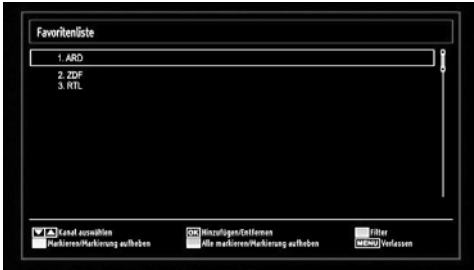 Favoritenliste
1. ARD
2. ZDF
3. RTL
Kanal auswählen OK Hinzufügen/Entfernen Filter
Markieren/Markierung aufheben Alle markieren/Markierung aufheben MENU Verlassen